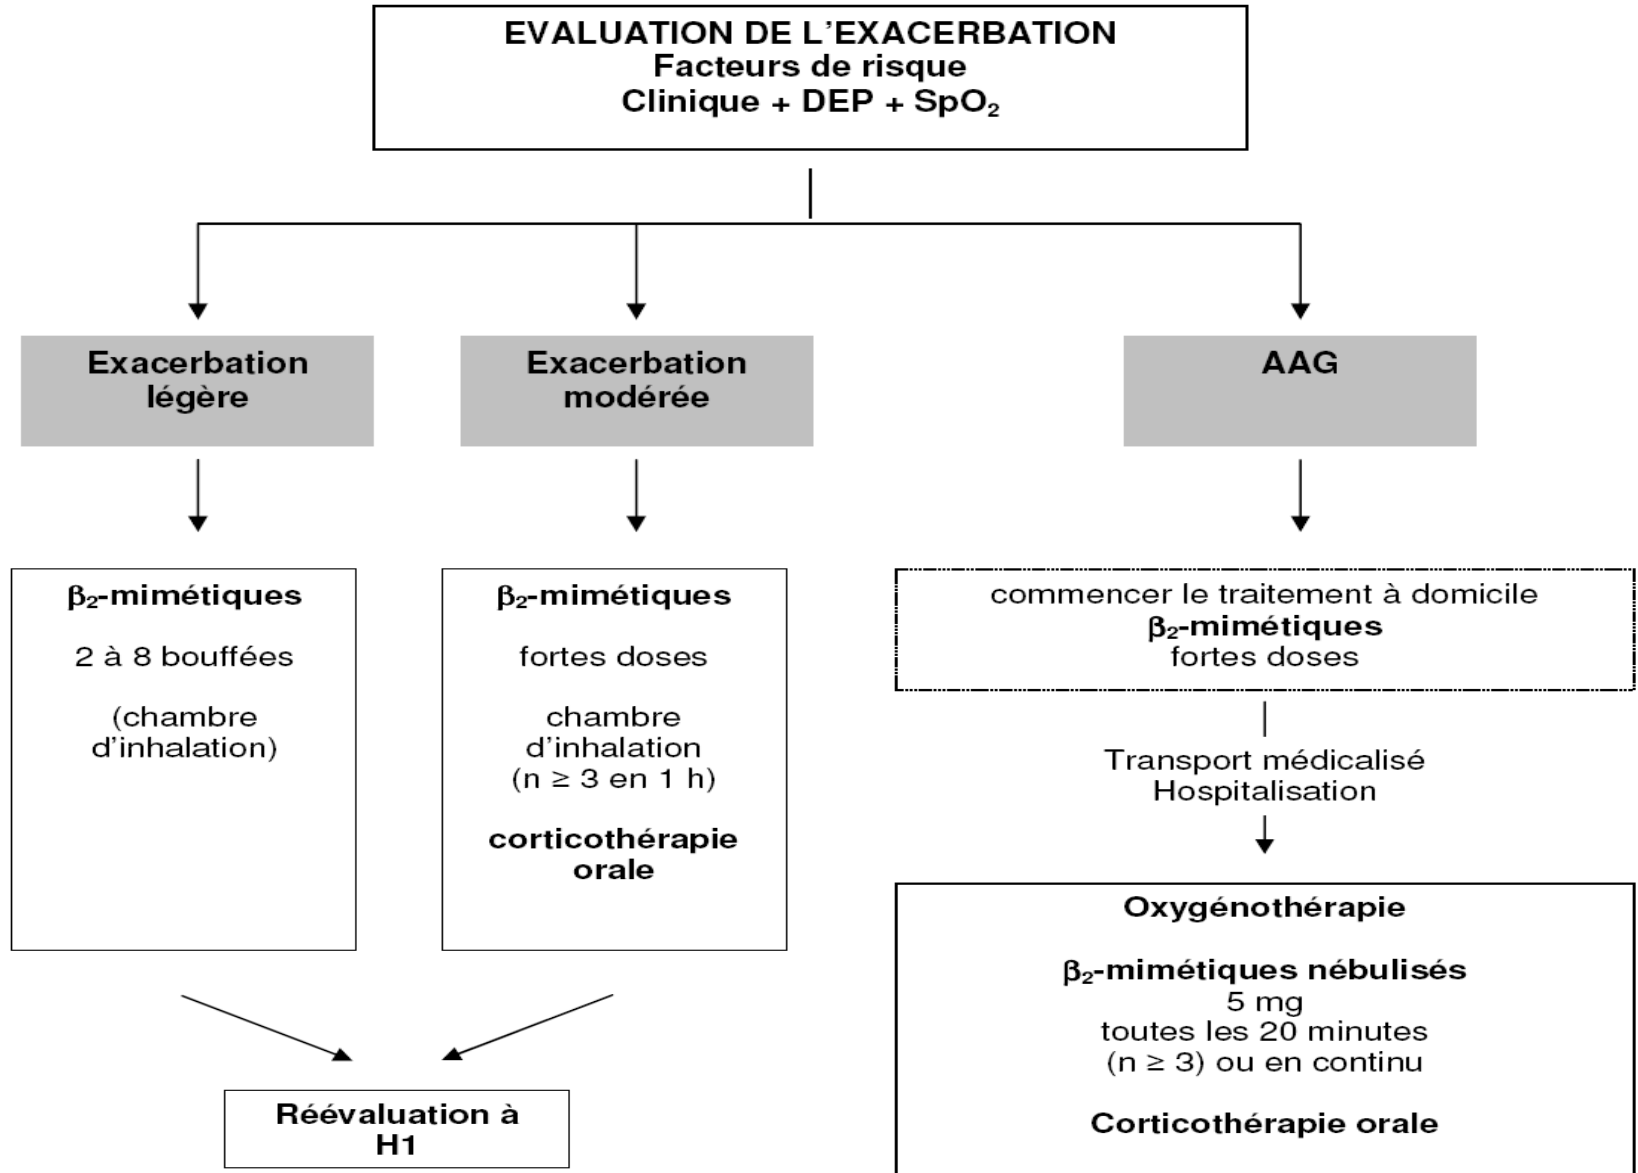 EVALUATION DE L'EXACERBATION
Facteurs de risque
Clinique + DEP + SpO₂
Exacerbation
légère
Exacerbation
modérée
AAG
β₂-mimétiques
2 à 8 bouffées
(chambre
d'inhalation)
β₂-mimétiques
fortes doses
chambre
d'inhalation
(n ≥ 3 en 1 h)
corticothérapie
orale
commencer le traitement à domicile
β₂-mimétiques
fortes doses
Transport médicalisé
Hospitalisation
Oxygénothérapie
β₂-mimétiques nébulisés
5 mg
toutes les 20 minutes
(n ≥ 3) ou en continu
Corticothérapie orale
Réévaluation à
H1